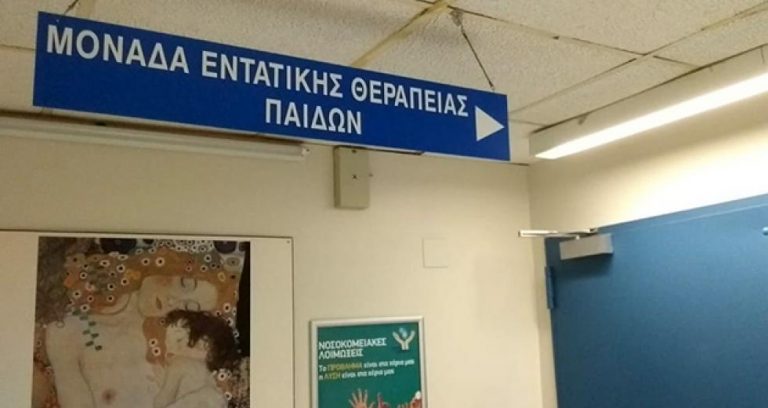 ΜΟΝΑΔΑ ΕΝΤΑΤΙΚΗΣ ΘΕΡΑΠΕΙΑΣ
ΠΑΙΔΩΝ
ΝΟΣΟΚΟΜΕΙΑΚΕΣ
ΛΟΙΜΩΞΕΙΣ
Το ΠΡΟΒΛΗΜΑ είναι στα χέρια μας
η ΛΥΣΗ είναι στα χέρια μας